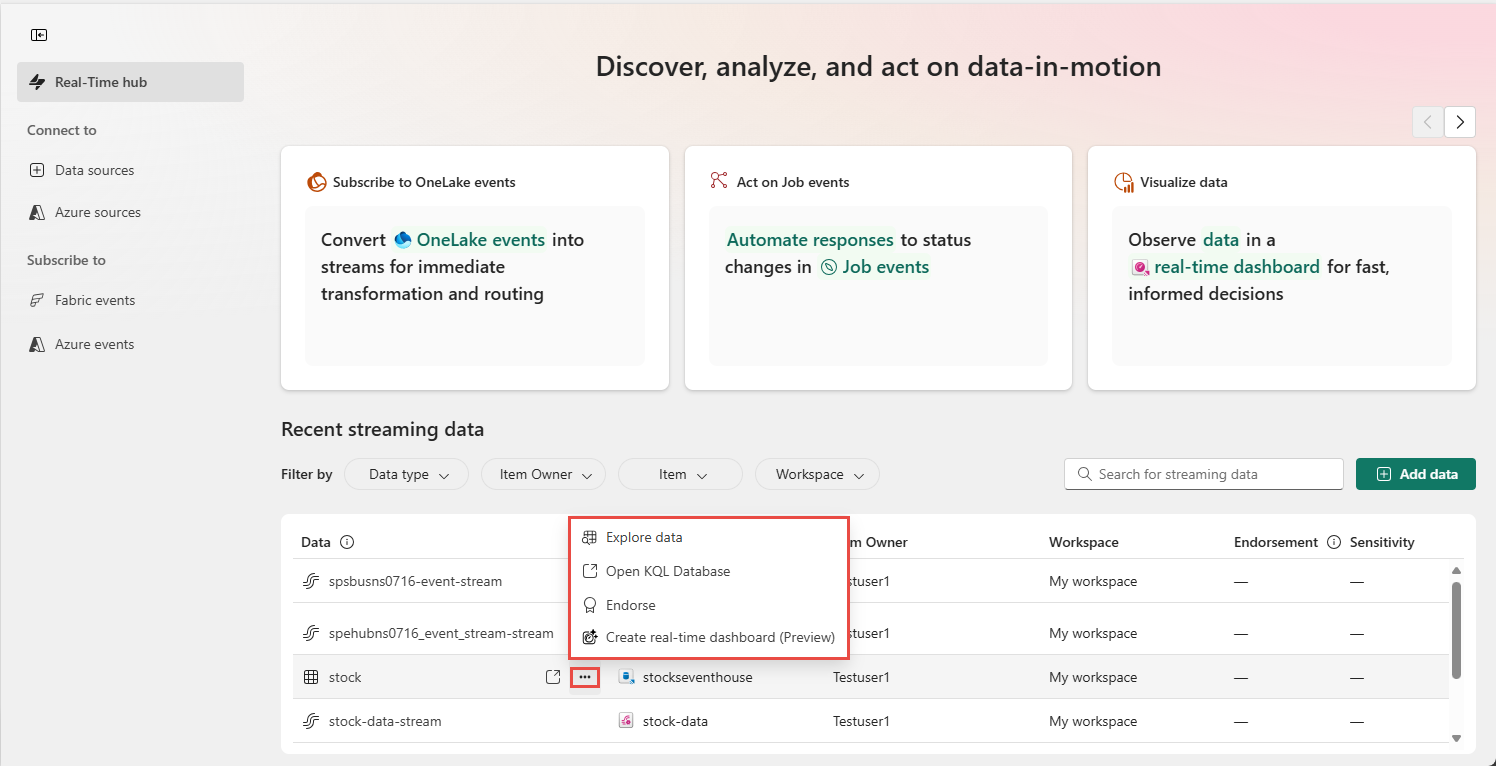 Discover, analyze, and act on data-in-motion
Real-Time hub
Connect to
Data sources
Azure sources
Subscribe to
Fabric events
Azure events
Subscribe to OneLake events
Convert OneLake events into
streams for immediate
transformation and routing
Act on Job events
Automate responses to status
changes in Job events
Visualize data
Observe data in a
real-time dashboard for fast,
informed decisions
Recent streaming data
Filter by Data type Item Owner Item Workspace Search for streaming data Add data
Data m Owner Workspace Endorsement Sensitivity
Explore data
Open KQL Database
Endorse
Create real-time dashboard (Preview)
spsbusns0716-event-stream stuser1 My workspace — —
spehubns0716_event_stream-stream stuser1 My workspace — —
stock ... stockseventhouse Testuser1 My workspace — —
stock-data-stream stock-data Testuser1 My workspace — —